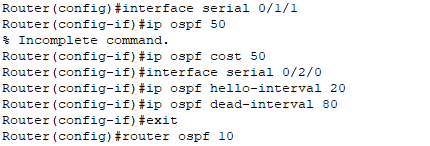 Router(config)#interface serial 0/1/1
Router(config-if)#ip ospf 50
% Incomplete command.
Router(config-if)#ip ospf cost 50
Router(config-if)#interface serial 0/2/0
Router(config-if)#ip ospf hello-interval 20
Router(config-if)#ip ospf dead-interval 80
Router(config-if)#exit
Router(config)#router ospf 10